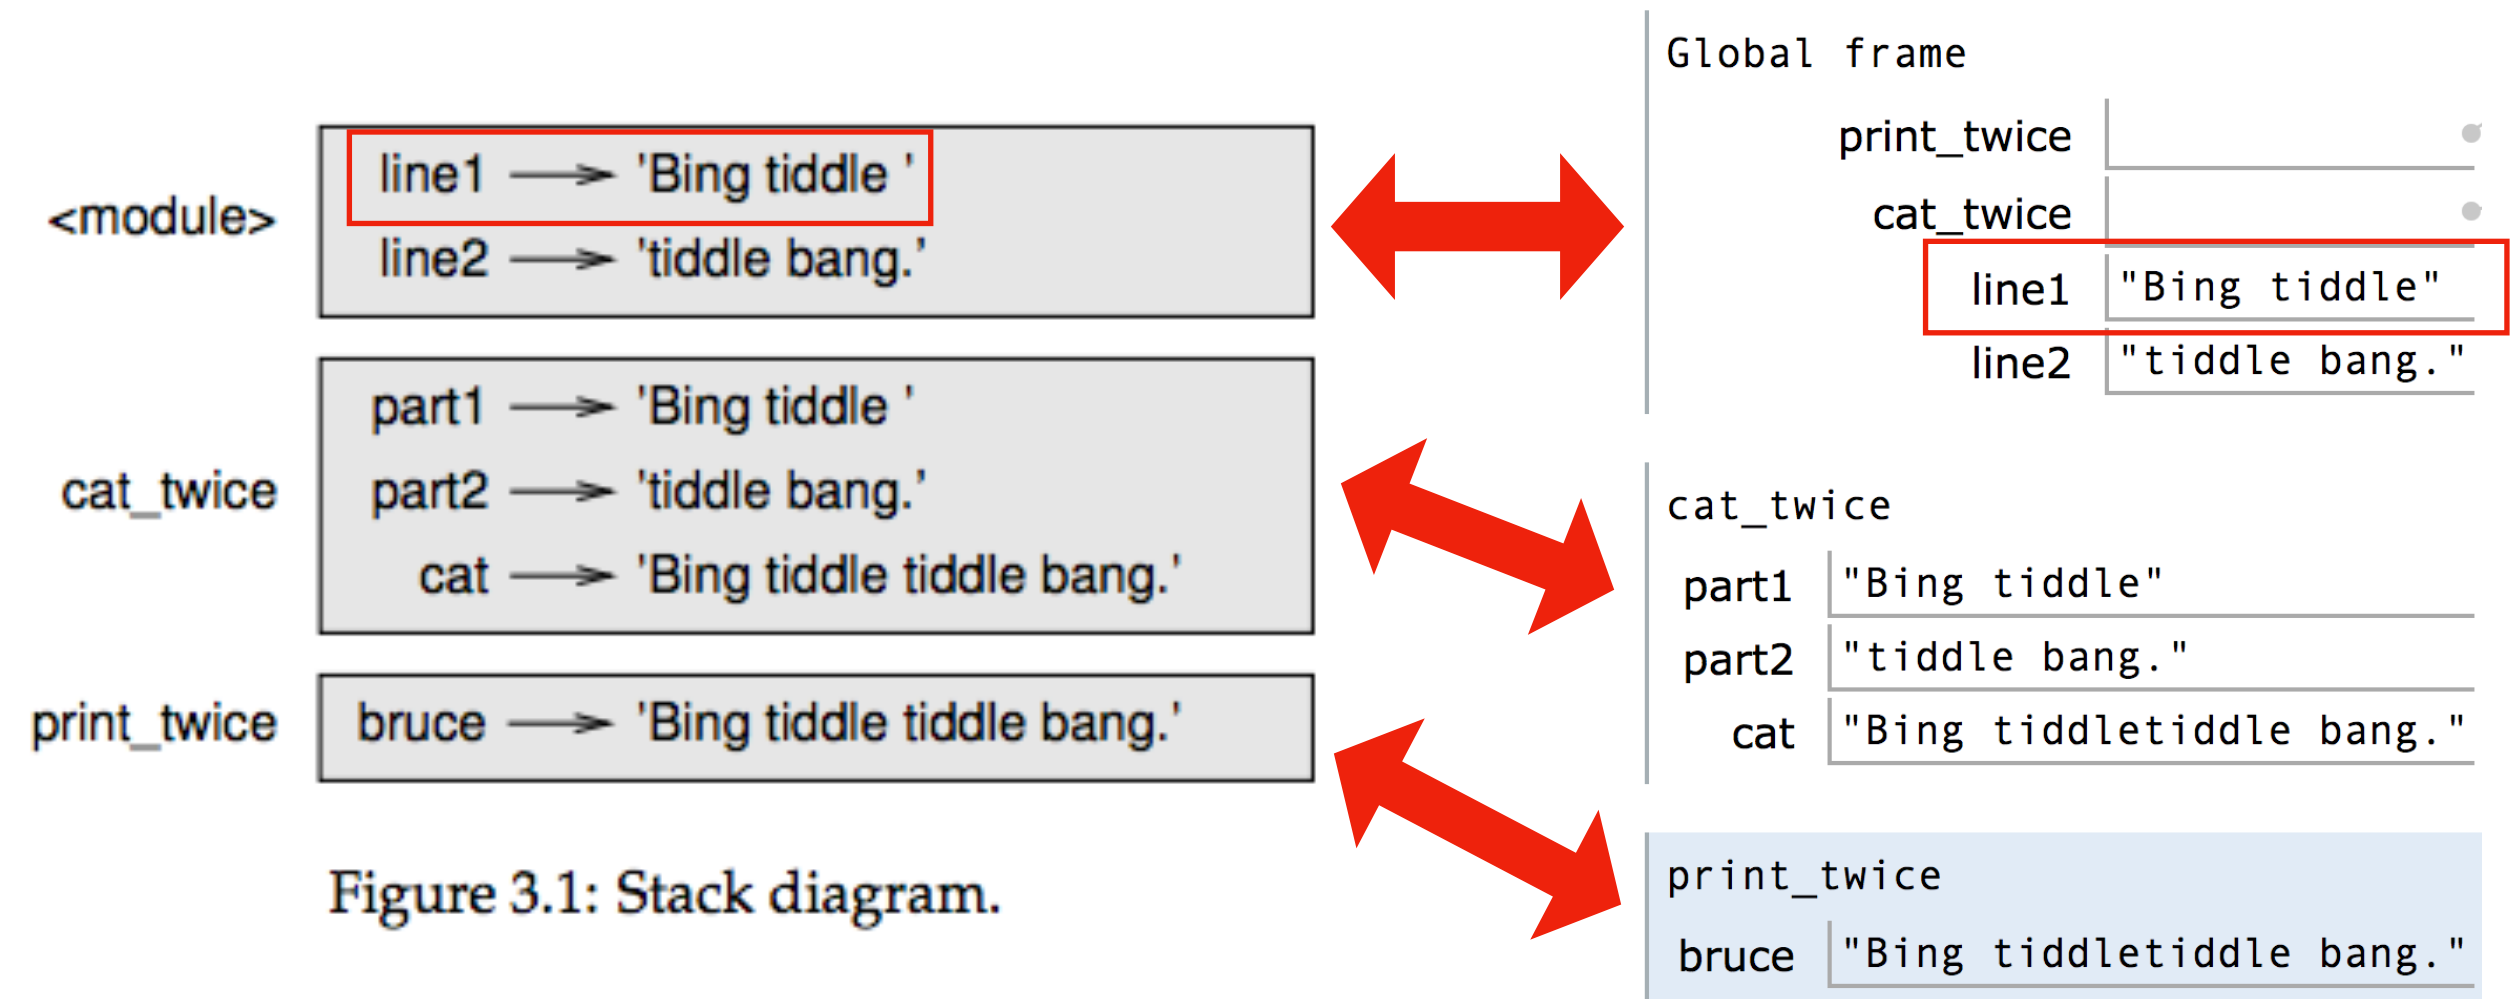 <module>
line1 → 'Bing tiddle '
line2 → 'tiddle bang.'
cat_twice
part1 → 'Bing tiddle '
part2 → 'tiddle bang.'
cat → 'Bing tiddle tiddle bang.'
print_twice
bruce → 'Bing tiddle tiddle bang.'
Figure 3.1: Stack diagram.
Global frame
print_twice
cat_twice
line1 "Bing tiddle"
line2 "tiddle bang."
cat_twice
part1 "Bing tiddle"
part2 "tiddle bang."
cat "Bing tiddletiddle bang."
print_twice
bruce "Bing tiddletiddle bang."